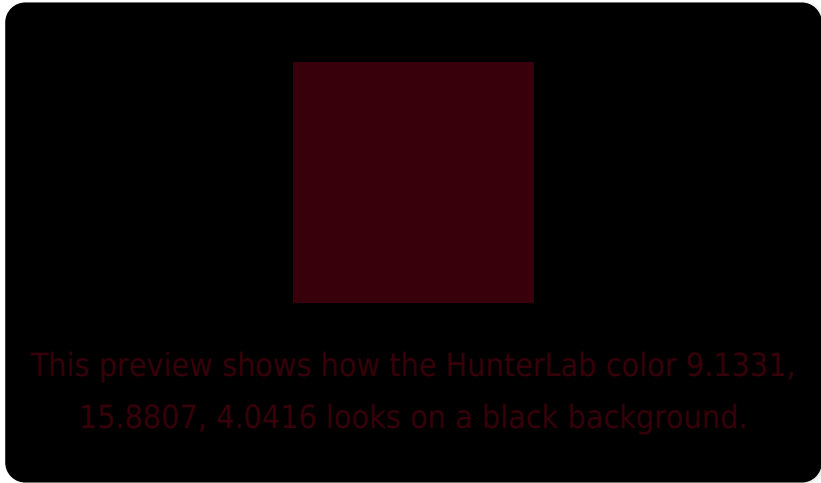 This preview shows how the HunterLab color 9.1331,
15.8807, 4.0416 looks on a black background.